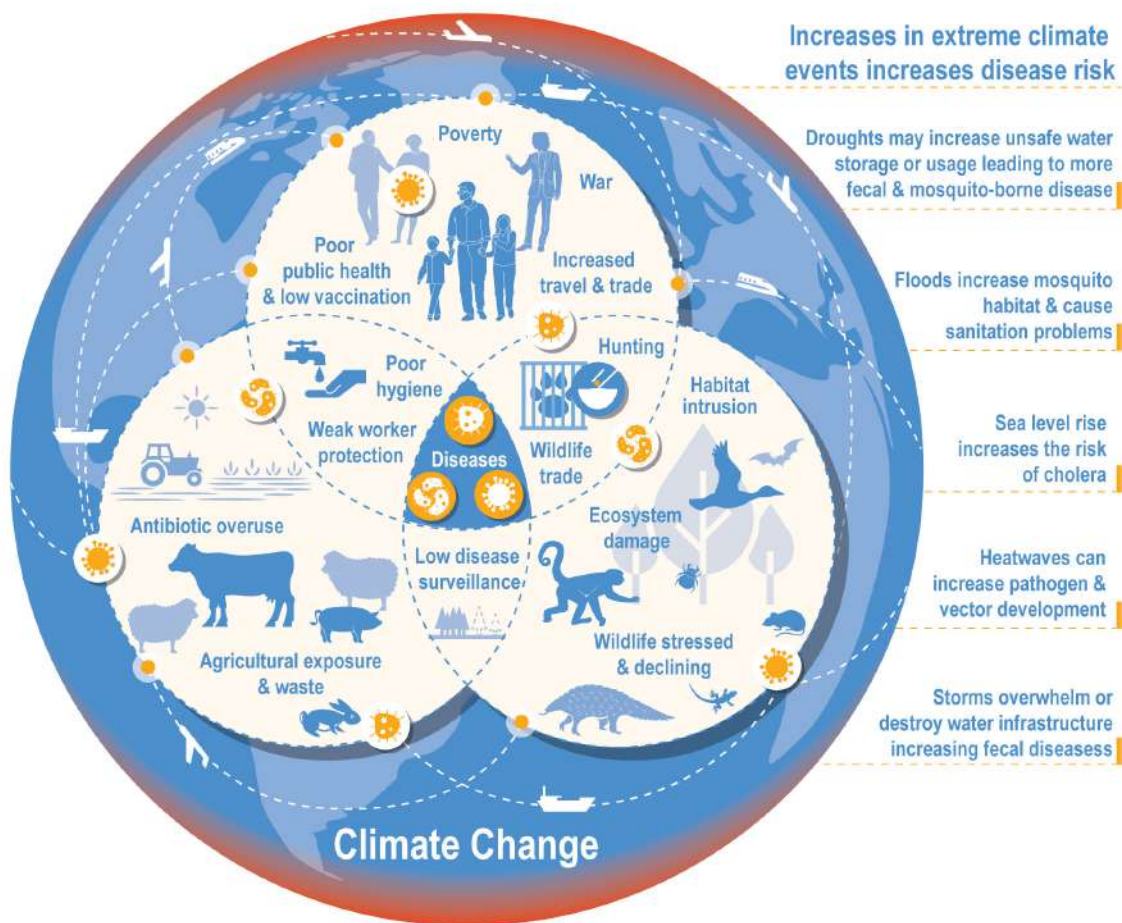 Increases in extreme climate
events increases disease risk
Droughts may increase unsafe water
storage or usage leading to more
fecal & mosquito-borne disease
Floods increase mosquito
habitat & cause
sanitation problems
Sea level rise
increases the risk
of cholera
Heatwaves can
increase pathogen &
vector development
Storms overwhelm or
destroy water infrastructure
increasing fecal diseasess
Poverty
War
Poor
public health
& low vaccination
Increased
travel & trade
Poor
hygiene
Weak worker
protection
Hunting
Wildlife
trade
Habitat
intrusion
Diseases
Antibiotic overuse
Low disease
surveillance
Ecosystem
damage
Agricultural exposure
& waste
Wildlife stressed
& declining
Climate Change